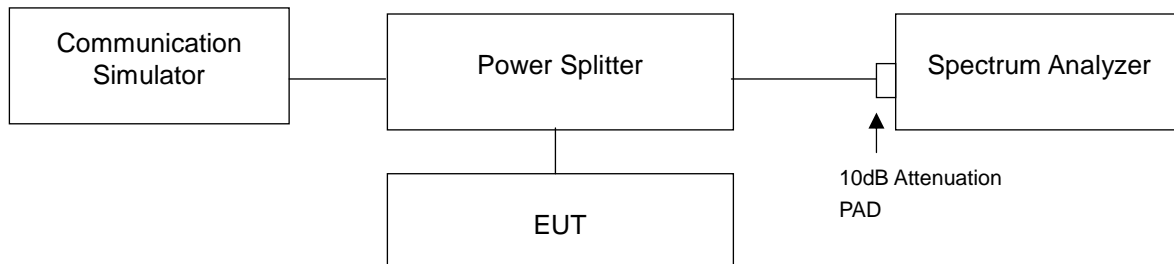 Communication
Simulator
Power Splitter
Spectrum Analyzer
10dB Attenuation
PAD
EUT